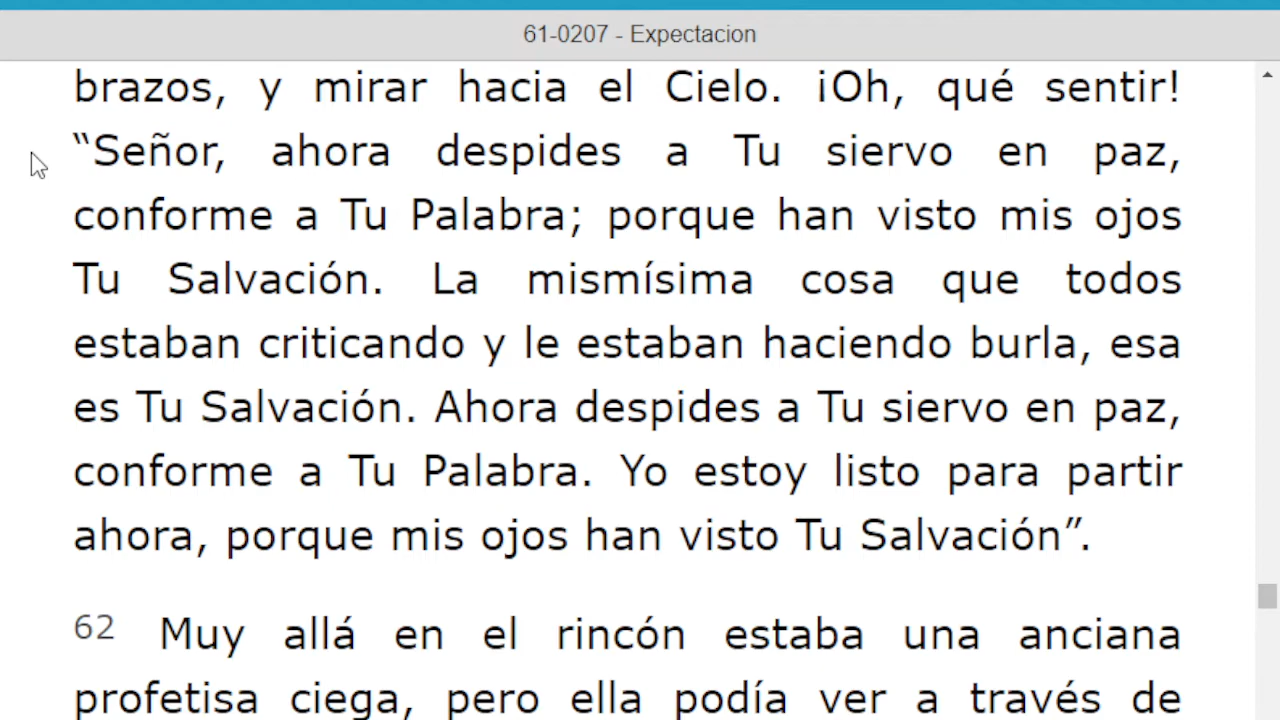 61-0207 - Expectacion
brazos, y mirar hacia el Cielo. ¡Oh, qué sentir!
“Señor, ahora despides a Tu siervo en paz,
conforme a Tu Palabra; porque han visto mis ojos
Tu Salvación. La mismísima cosa que todos
estaban criticando y le estaban haciendo burla, esa
es Tu Salvación. Ahora despides a Tu siervo en paz,
conforme a Tu Palabra. Yo estoy listo para partir
ahora, porque mis ojos han visto Tu Salvación”.
62 Muy allá en el rincón estaba una anciana
profetisa ciega, pero ella podía ver a través de